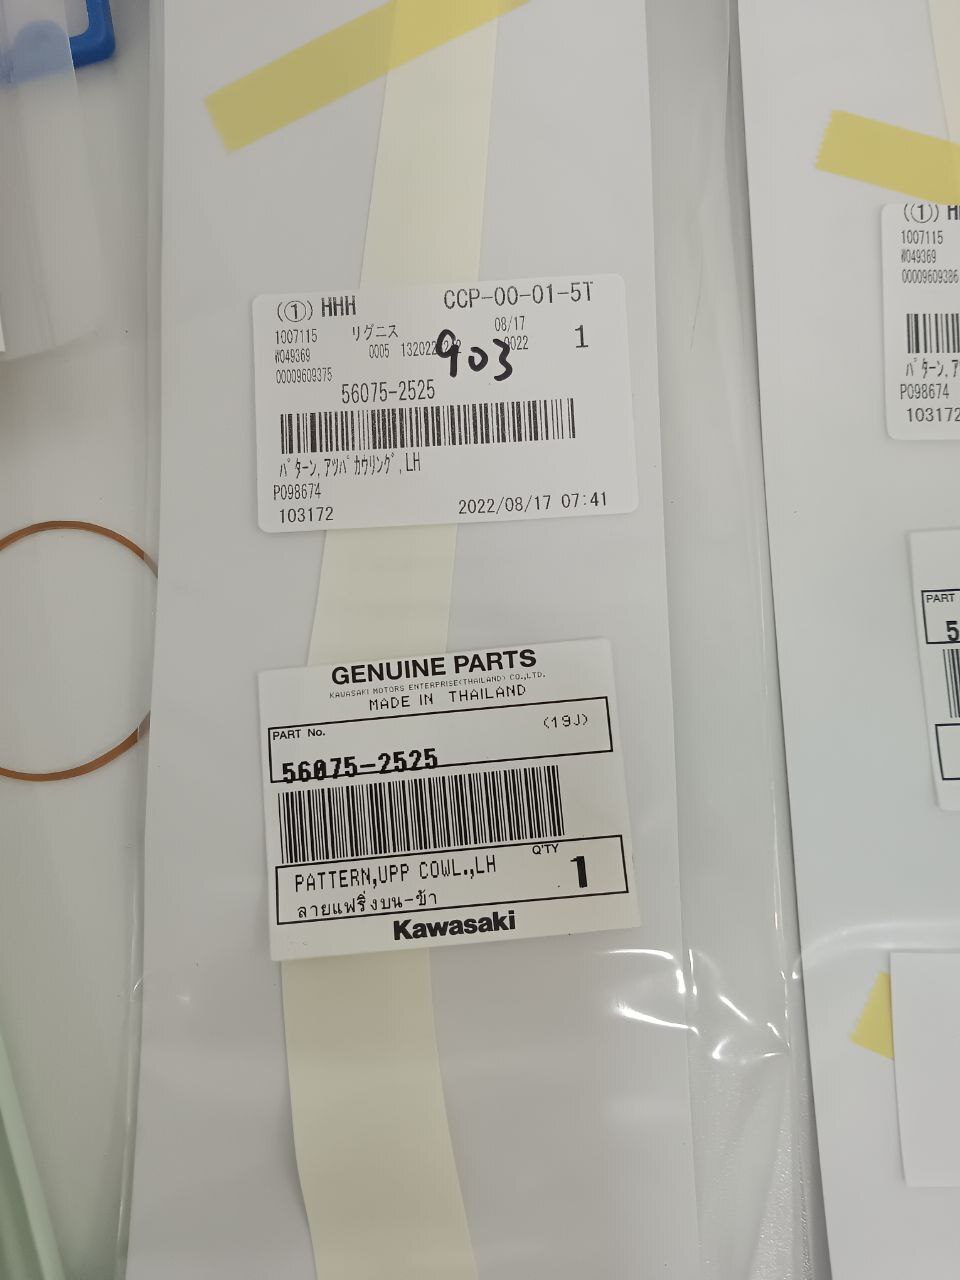 (①) HHH CCP-00-01-5T
1007115 リグニス 08/17 1
W049369 0005 0022
00009609375
903
56075-2525
ﾊﾟﾀｰﾝ,ｱﾂﾊﾟｶｳﾘﾝｸﾞ,LH
P098674
103172 2022/08/17 07:41
GENUINE PARTS
KAWASAKI MOTORS ENTERPRISE(THAILAND) CO.,LTD.
MADE IN THAILAND
PART No. (19J)
56075-2525
PATTERN,UPP COWL.,LH Q'TY 1
ลายแฟริ่งบน-ซ้า
Kawasaki
(①)
1007115
W049369
00009609386
P098674
103172
PART
5